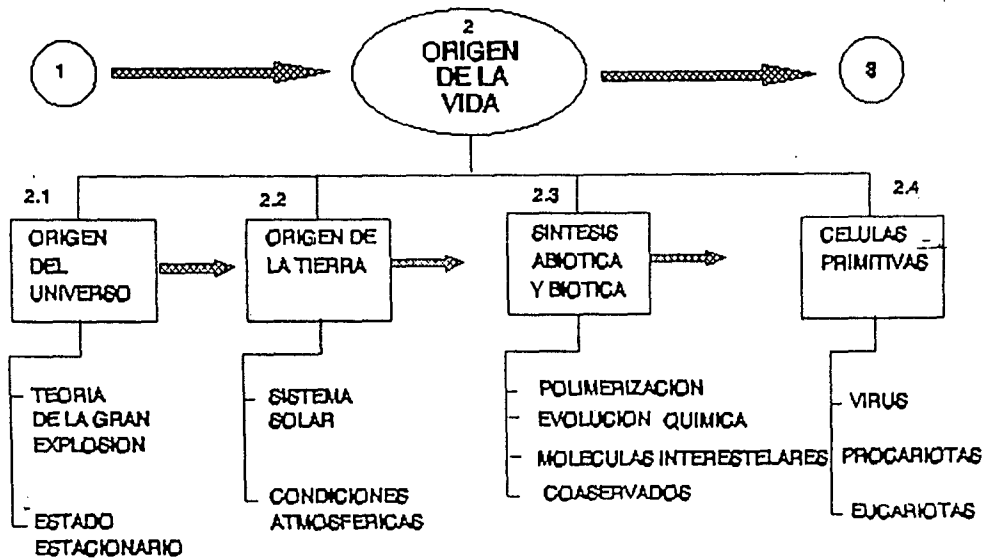 1
2
ORIGEN
DE LA
VIDA
3
2.1
ORIGEN
DEL
UNIVERSO
2.2
ORIGEN DE
LA TIERRA
2.3
SINTESIS
ABIOTICA
Y BIOTICA
2.4
CELULAS
PRIMITIVAS
TEORIA
DE LA GRAN
EXPLOSION
ESTADO
ESTACIONARIO
SISTEMA
SOLAR
CONDICIONES
ATMOSFERICAS
POLIMERIZACION
EVOLUCION QUIMICA
MOLECULAS INTERESTELARES
COASERVADOS
VIRUS
PROCARIOTAS
EUCARIOTAS